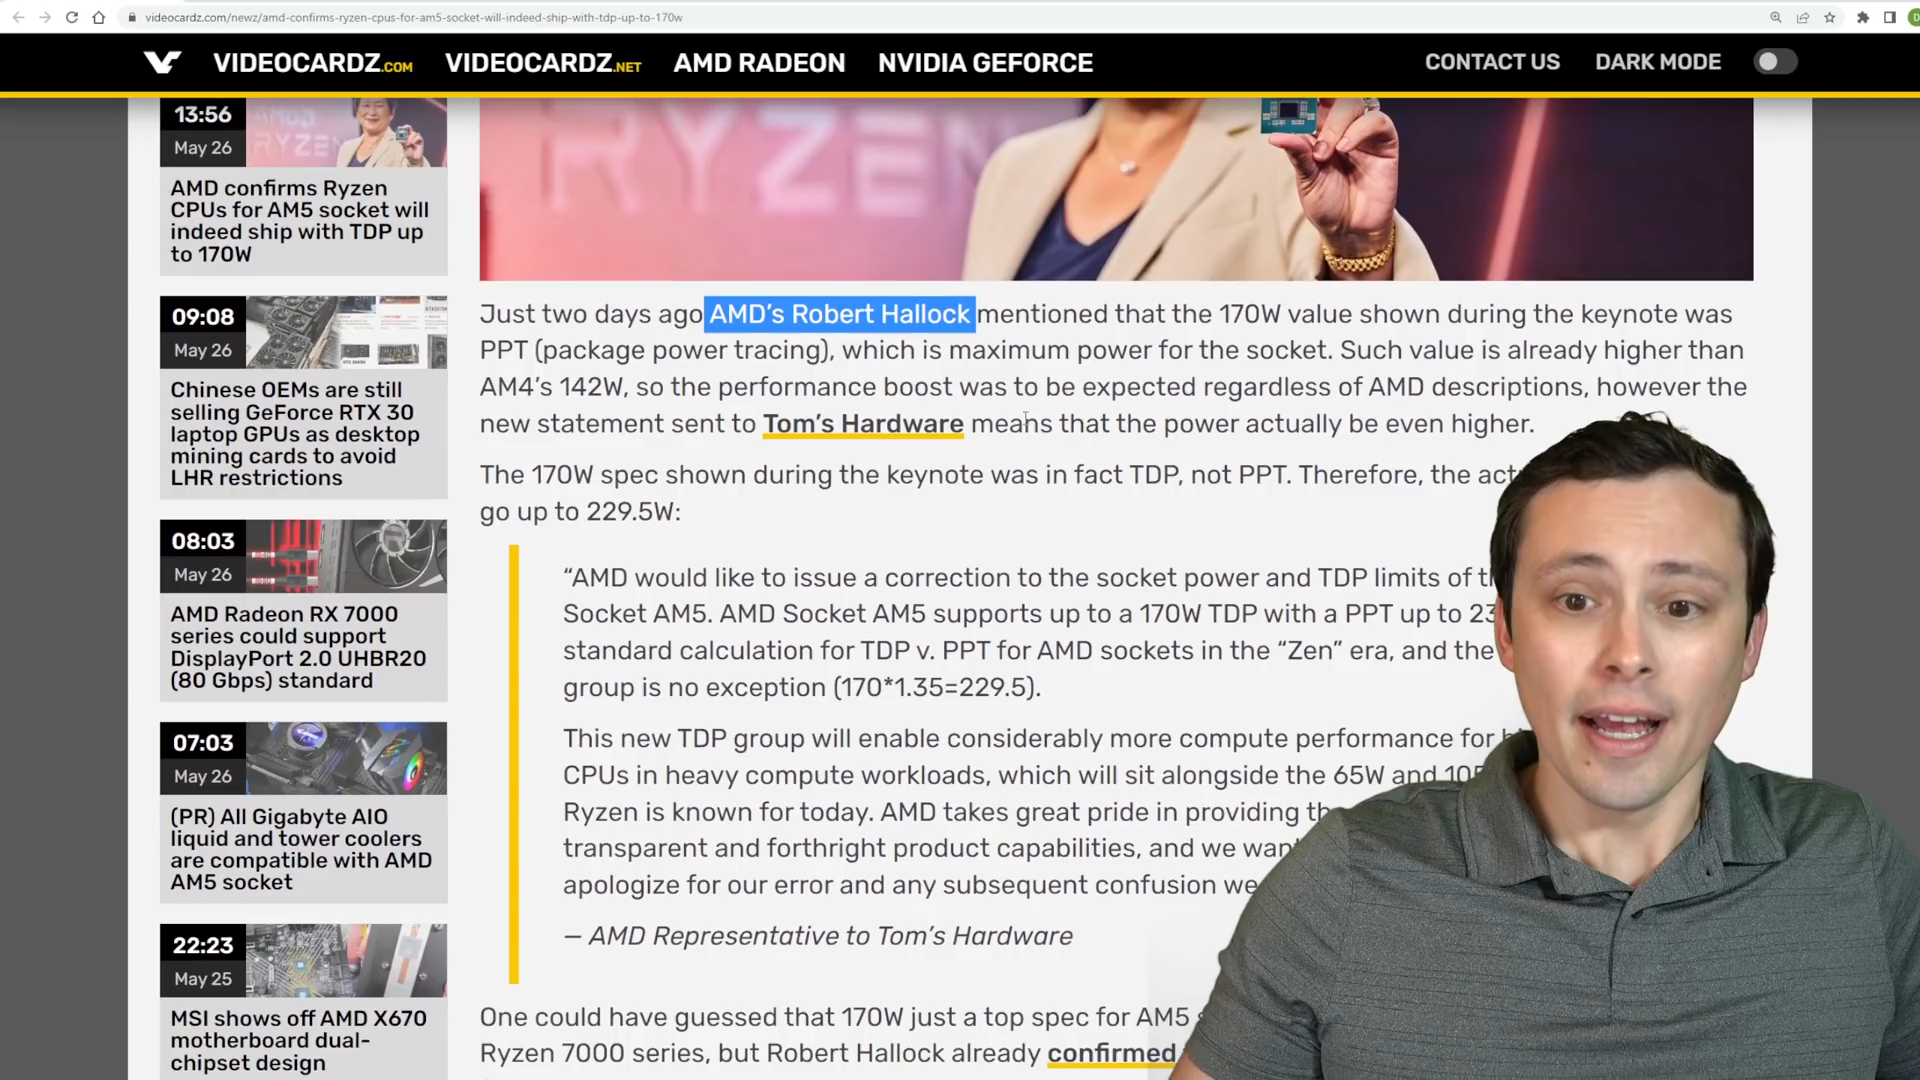 videocardz.com/newz/amd-confirms-ryzen-cpus-for-am5-socket-will-indeed-ship-with-tdp-up-to-170w
VIDEOCARDZ.COM VIDEOCARDZ.NET AMD RADEON NVIDIA GEFORCE CONTACT US DARK MODE
13:56
May 26
AMD confirms Ryzen
CPUs for AM5 socket will
indeed ship with TDP up
to 170W
09:08
May 26
Chinese OEMs are still
selling GeForce RTX 30
laptop GPUs as desktop
mining cards to avoid
LHR restrictions
08:03
May 26
AMD Radeon RX 7000
series could support
DisplayPort 2.0 UHBR20
(80 Gbps) standard
07:03
May 26
(PR) All Gigabyte AIO
liquid and tower coolers
are compatible with AMD
AM5 socket
22:23
May 25
MSI shows off AMD X670
motherboard dual-
chipset design
RYZEN
Just two days ago AMD's Robert Hallock mentioned that the 170W value shown during the keynote was
PPT (package power tracing), which is maximum power for the socket. Such value is already higher than
AM4's 142W, so the performance boost was to be expected regardless of AMD descriptions, however the
new statement sent to Tom's Hardware means that the power actually be even higher.
The 170W spec shown during the keynote was in fact TDP, not PPT. Therefore, the
go up to 229.5W:
“AMD would like to issue a correction to the socket power and TDP limits of
Socket AM5. AMD Socket AM5 supports up to a 170W TDP with a PPT up to
standard calculation for TDP v. PPT for AMD sockets in the “Zen” era, and the
group is no exception (170*1.35=229.5).
This new TDP group will enable considerably more compute performance for
CPUs in heavy compute workloads, which will sit alongside the 65W and
Ryzen is known for today. AMD takes great pride in providing
transparent and forthright product capabilities, and we
apologize for our error and any subsequent confusion we
– AMD Representative to Tom's Hardware
One could have guessed that 170W just a top spec for AM5
Ryzen 7000 series, but Robert Hallock already confirmed